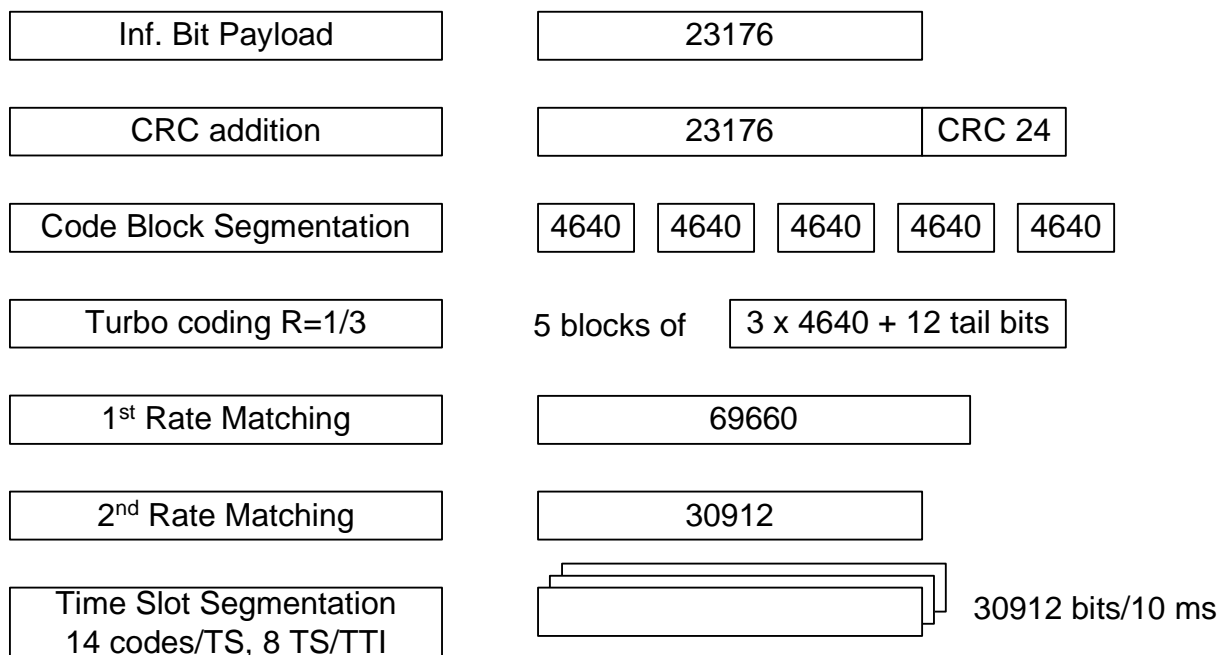 Inf. Bit Payload
23176
CRC addition
23176
CRC 24
Code Block Segmentation
4640
4640
4640
4640
4640
Turbo coding R=1/3
5 blocks of
3 x 4640 + 12 tail bits
1st Rate Matching
69660
2nd Rate Matching
30912
Time Slot Segmentation
14 codes/TS, 8 TS/TTI
30912 bits/10 ms